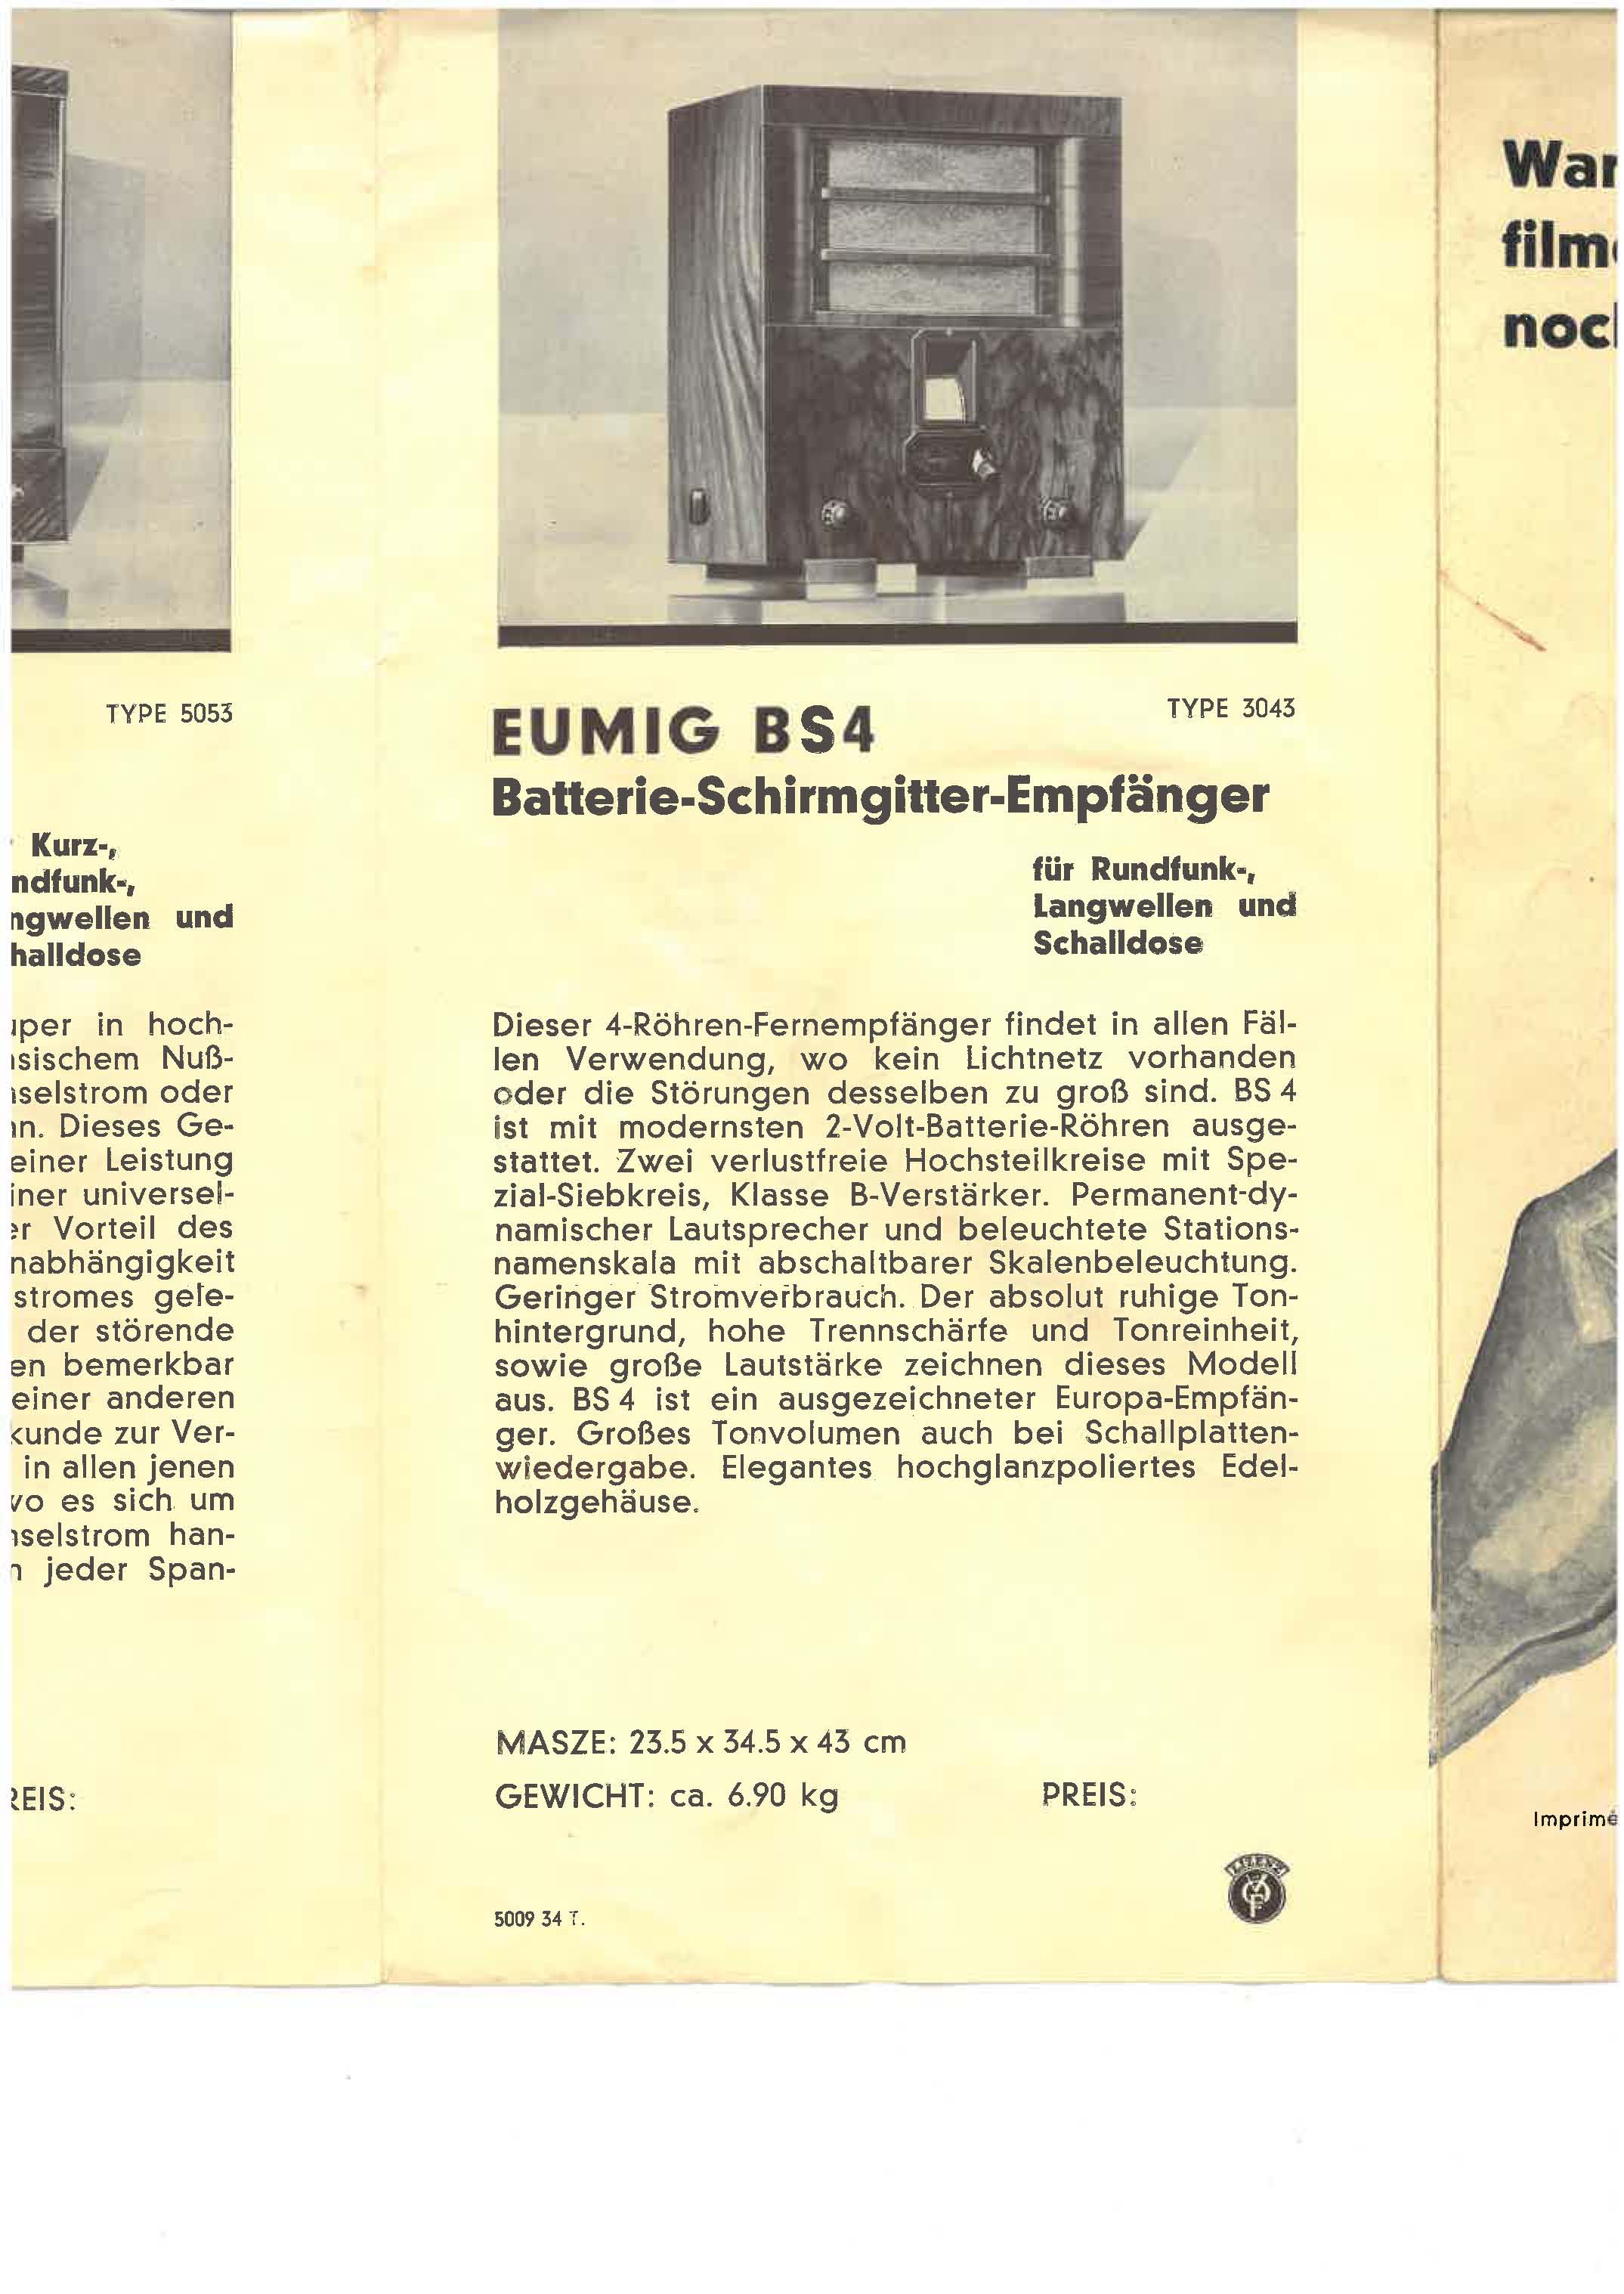 TYPE 5053
Kurz-,
ndfunk-,
ngwellen und
halldose
per in hoch-
sischem Nuß-
selstrom oder
n. Dieses Ge-
einer Leistung
iner universel-
er Vorteil des
nabhängigkeit
stromes gele-
der störende
en bemerkbar
einer anderen
kunde zur Ver-
in allen jenen
vo es sich um
selstrom han-
n jeder Span-
REIS:
EUMIG BS4
TYPE 3043
Batterie-Schirmgitter-Empfänger
für Rundfunk-,
Langwellen und
Schalldose
Dieser 4-Röhren-Fernempfänger findet in allen Fäl-
len Verwendung, wo kein Lichtnetz vorhanden
oder die Störungen desselben zu groß sind. BS 4
ist mit modernsten 2-Volt-Batterie-Röhren ausge-
stattet. Zwei verlustfreie Hochsteilkreise mit Spe-
zial-Siebkreis, Klasse B-Verstärker. Permanent-dy-
namischer Lautsprecher und beleuchtete Stations-
namenskala mit abschaltbarer Skalenbeleuchtung.
Geringer Stromverbrauch. Der absolut ruhige Ton-
hintergrund, hohe Trennschärfe und Tonreinheit,
sowie große Lautstärke zeichnen dieses Modell
aus. BS 4 ist ein ausgezeichneter Europa-Empfän-
ger. Großes Tonvolumen auch bei Schallplatten-
wiedergabe. Elegantes hochglanzpoliertes Edel-
holzgehäuse.
MASZE: 23.5 x 34.5 x 43 cm
GEWICHT: ca. 6.90 kg
PREIS:
LIZENZ
5009 34 T.
War
film
noc
Imprimé